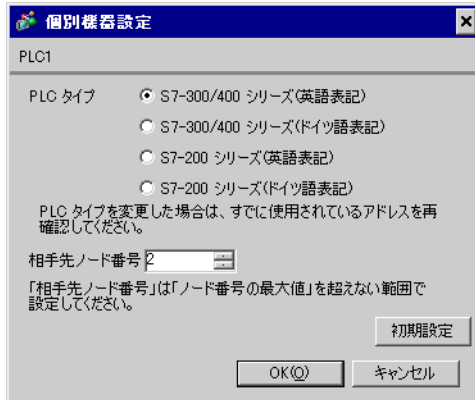 個別機器設定
PLC1
PLC タイプ
S7-300/400 シリーズ(英語表記)
S7-300/400 シリーズ(ドイツ語表記)
S7-200 シリーズ(英語表記)
S7-200 シリーズ(ドイツ語表記)
PLC タイプを変更した場合は、すでに使用されているアドレスを再
確認してください。
相手先ノード番号 2
「相手先ノード番号」は「ノード番号の最大値」を超えない範囲で
設定してください。
初期設定
OK(O) キャンセル